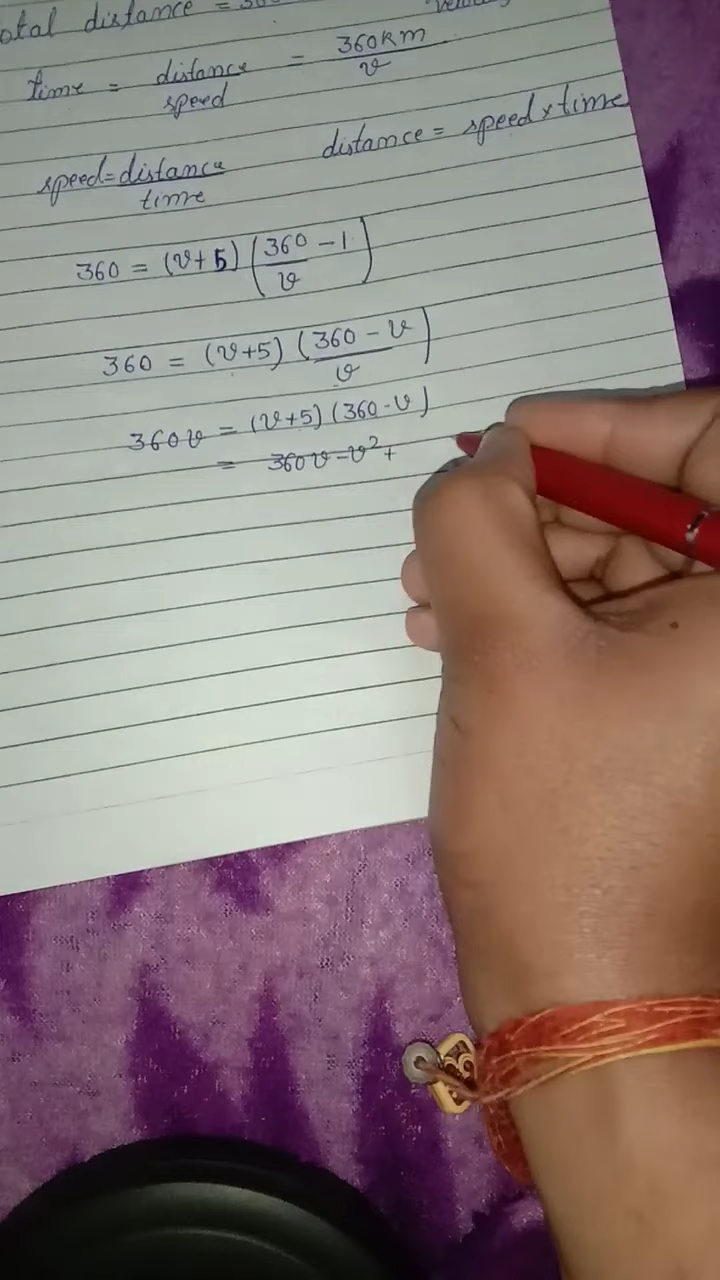 otal distance = 36
time = distance/speed = 360km/v
speed = distance/time distance = speed × time
360 = (v+5) (360/v - 1)
360 = (v+5) (360 - v/v)
360v = (v+5) (360-v)
= 360v - v² +